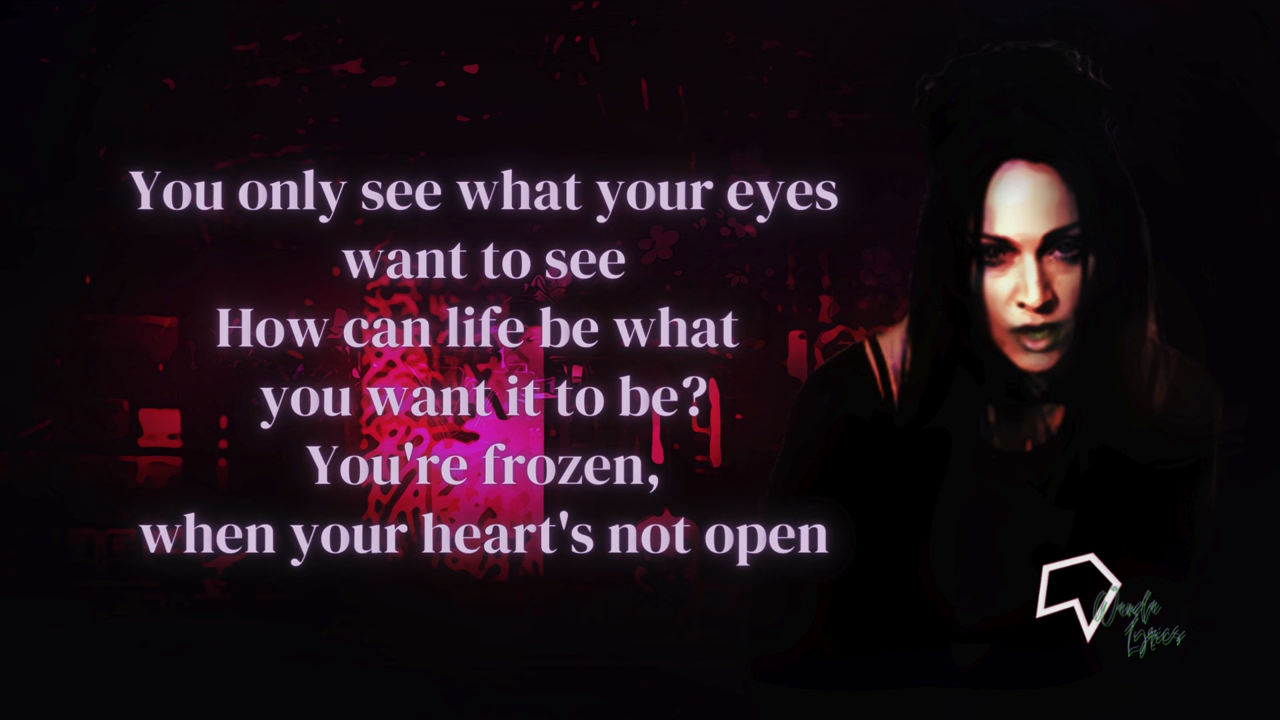 You only see what your eyes
want to see
How can life be what
you want it to be?
You're frozen,
when your heart's not open
Lyrics